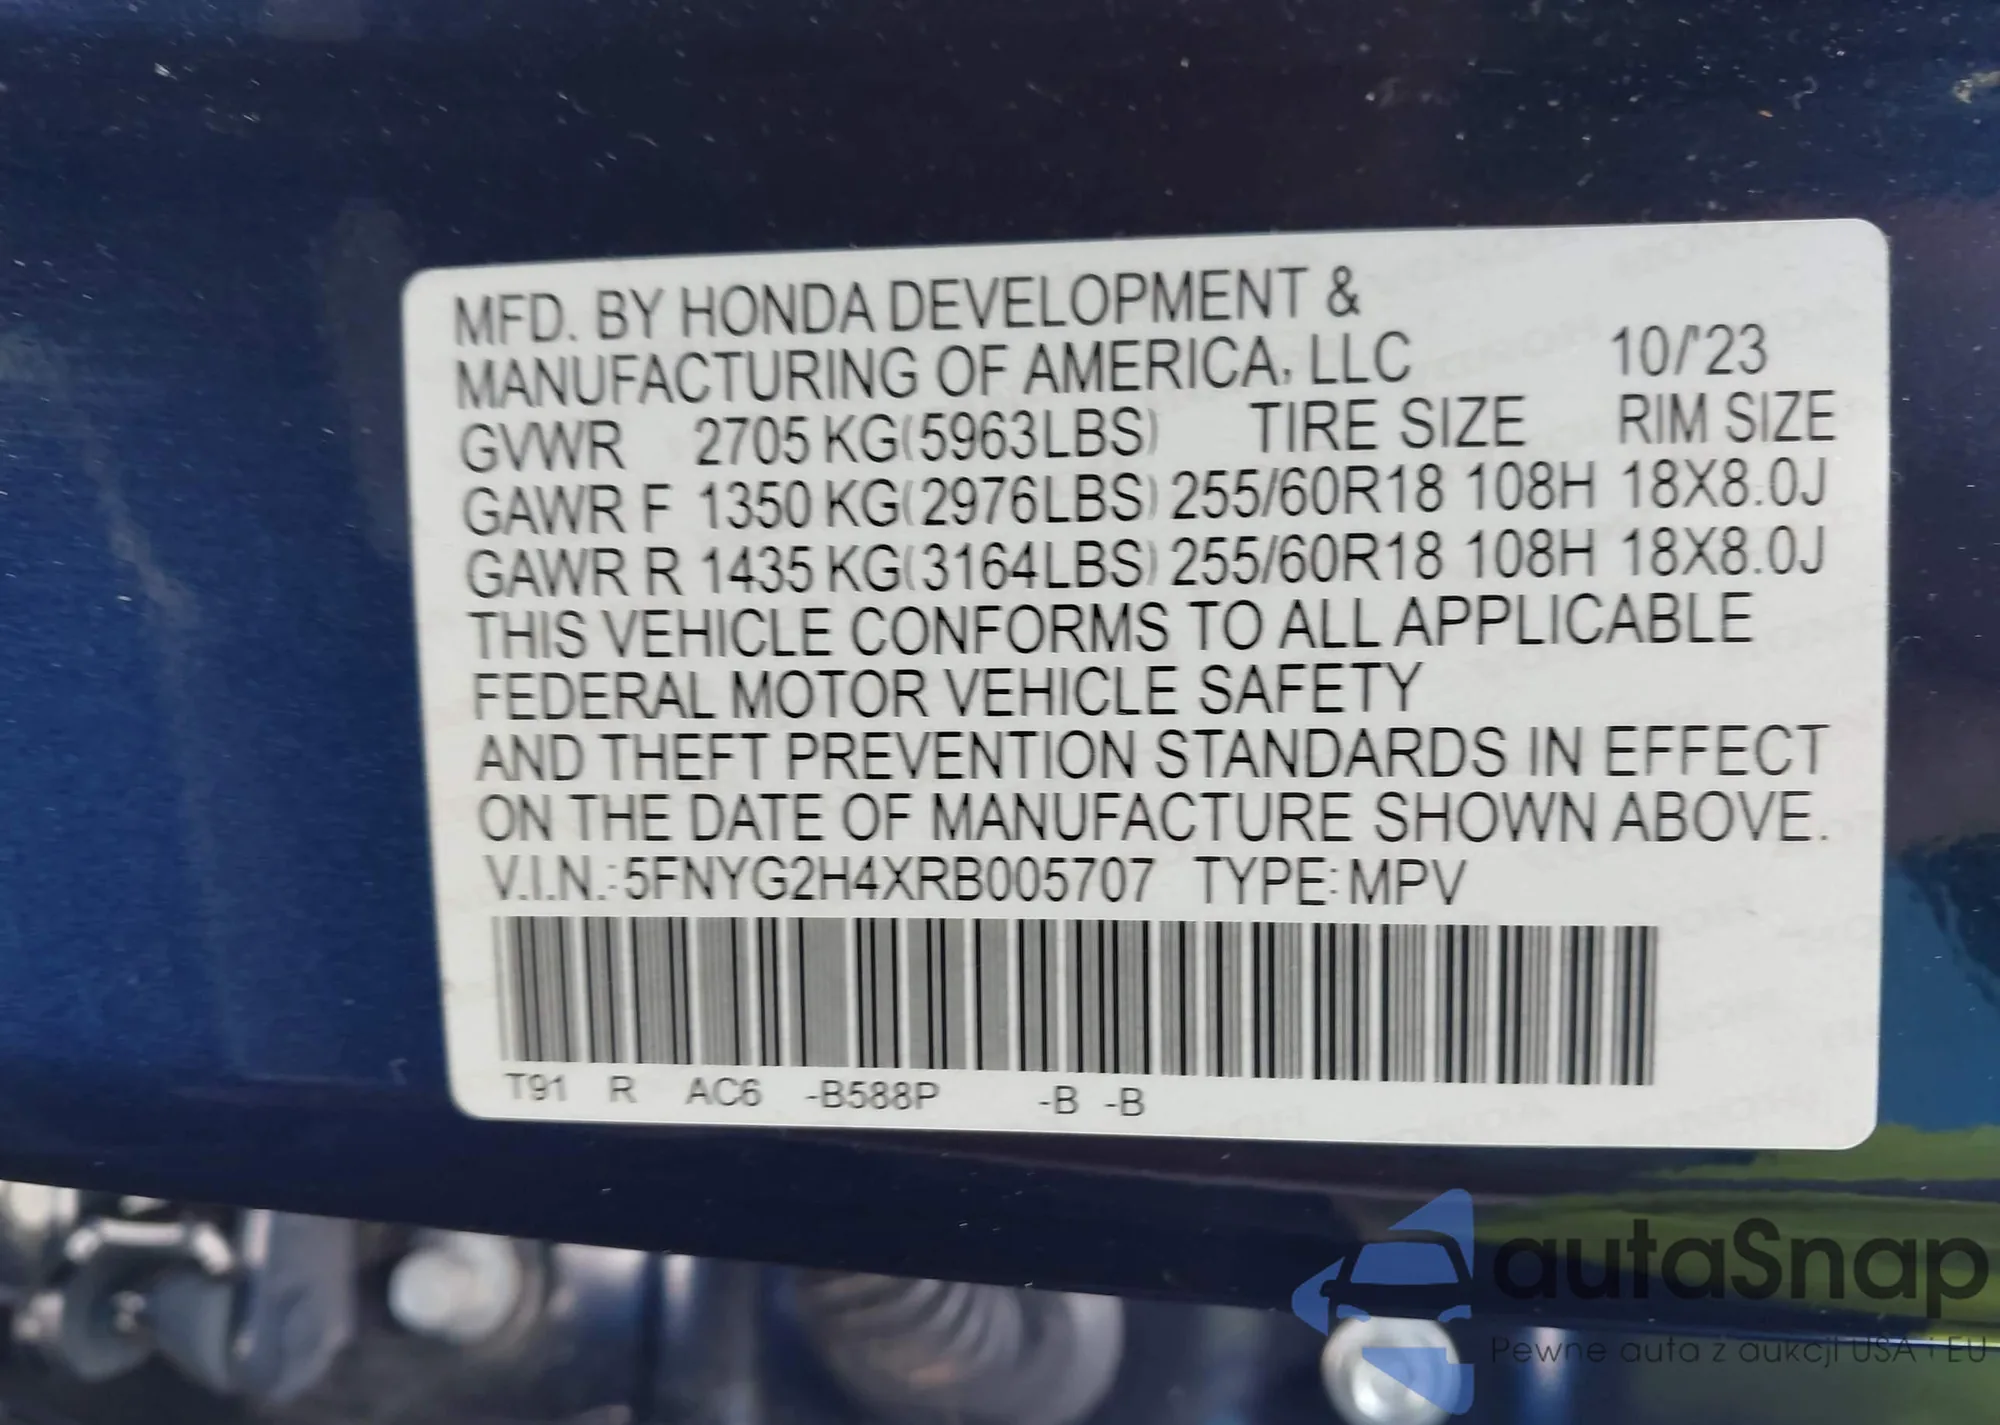 MFD. BY HONDA DEVELOPMENT &
MANUFACTURING OF AMERICA, LLC 10/'23
GVWR 2705 KG(5963LBS) TIRE SIZE RIM SIZE
GAWR F 1350 KG(2976LBS) 255/60R18 108H 18X8.0J
GAWR R 1435 KG(3164LBS) 255/60R18 108H 18X8.0J
THIS VEHICLE CONFORMS TO ALL APPLICABLE
FEDERAL MOTOR VEHICLE SAFETY
AND THEFT PREVENTION STANDARDS IN EFFECT
ON THE DATE OF MANUFACTURE SHOWN ABOVE.
V.I.N.:5FNYG2H4XRB005707 TYPE:MPV
T91 R AC6 -B588P -B -B
autaSnap
Pewne auta z aukcji USA i EU